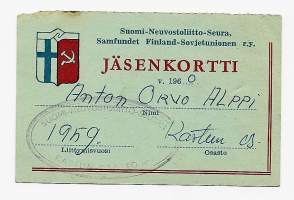 Suomi-Neuvostoliitto-Seura.
Samfundet Finland-Sovjetunionen r.y.
JÄSENKORTTI
v. 1960
Anton Orvo Alppi
Nimi
1959.
Liittymisvuosi
Osasto